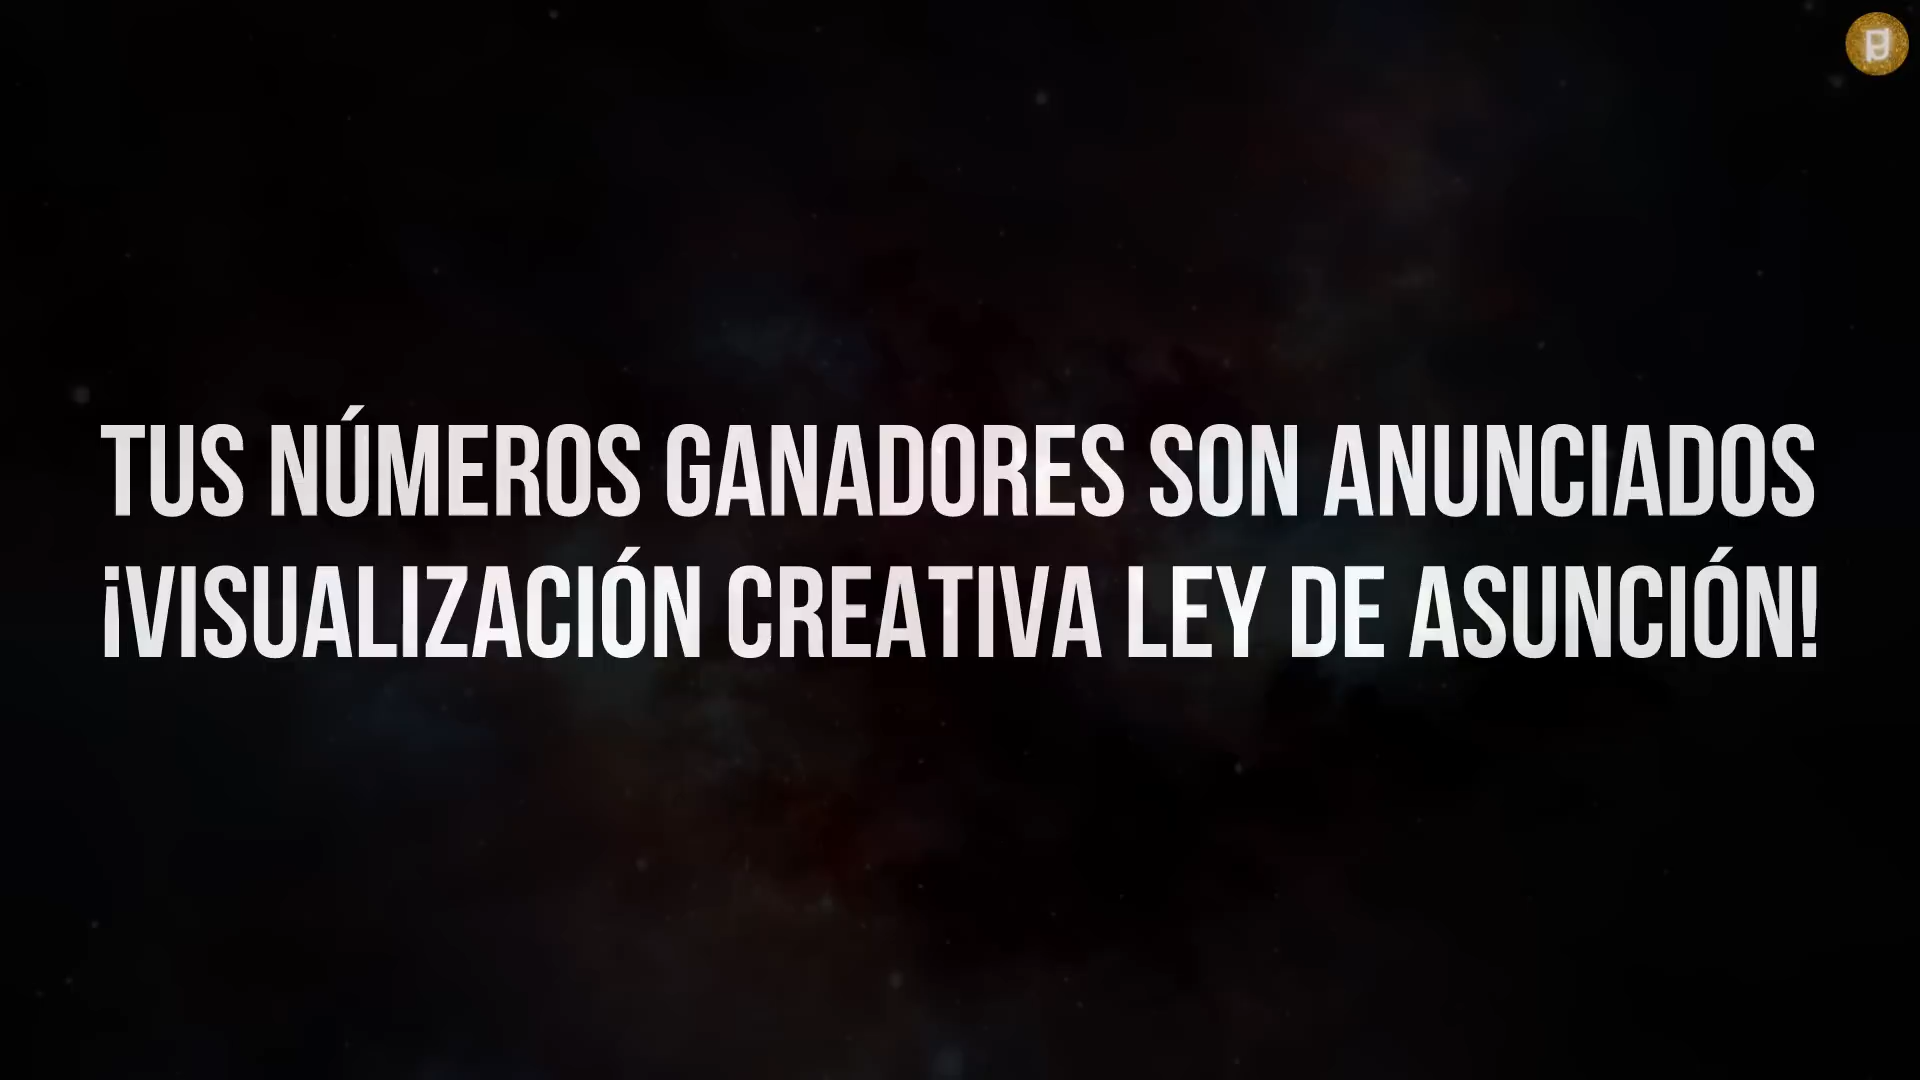 TUS NÚMEROS GANADORES SON ANUNCIADOS
¡VISUALIZACIÓN CREATIVA LEY DE ASUNCIÓN!